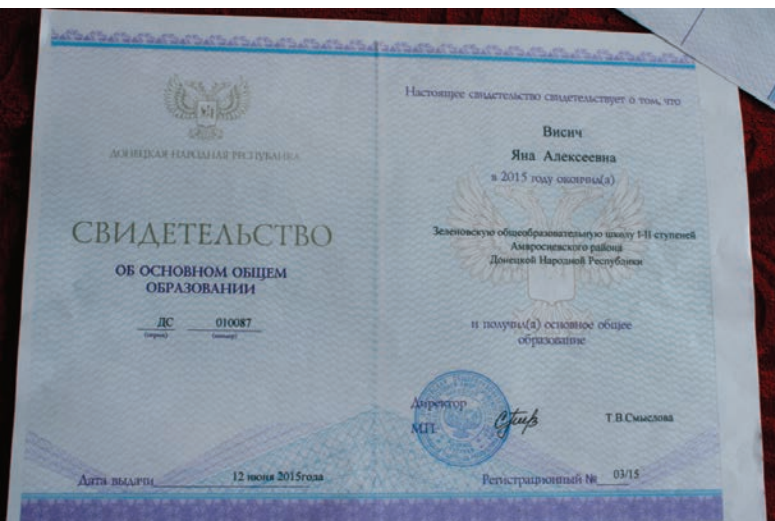 ДОНЕЦКАЯ НАРОДНАЯ РЕСПУБЛИКА
СВИДЕТЕЛЬСТВО
ОБ ОСНОВНОМ ОБЩЕМ
ОБРАЗОВАНИИ
ДС 010087
(серия) (номер)
Дата выдачи 12 июня 2015года
Настоящее свидетельство свидетельствует о том, что
Висич
Яна Алексеевна
в 2015 году окончил(а)
Зеленовскую общеобразовательную школу I-II ступеней
Амвросиевского района
Донецкой Народной Республики
и получил(а) основное общее
образование
Директор
М.П. Т.В.Смыслова
Регистрационный № 03/15